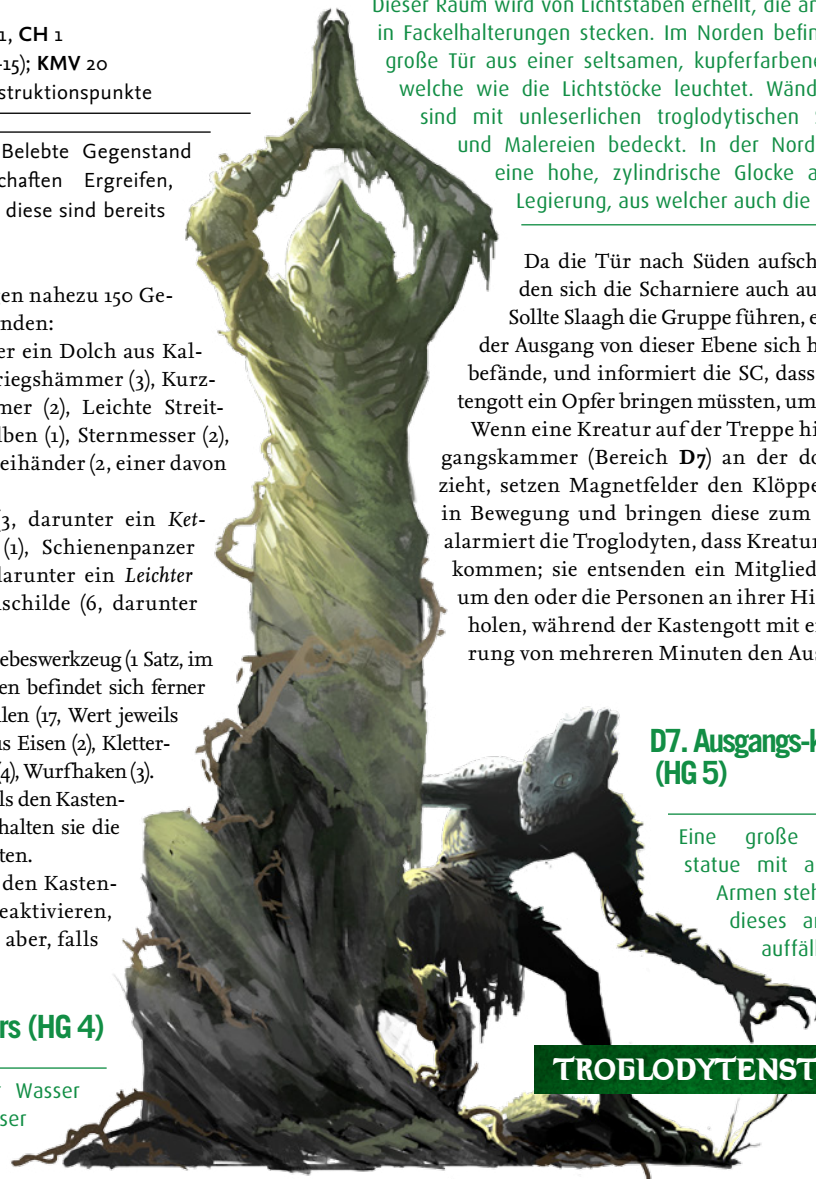 1, CH 1
-15); KMV 20
struktionspunkte
Belebte Gegenstand
chaften Ergreifen,
diese sind bereits
en nahezu 150 Ge-
nden:
er ein Dolch aus Kal-
riegshämmer (3), Kurz-
mer (2), Leichte Streit-
lben (1), Sternmesser (2),
eihänder (2, einer davon
(3, darunter ein Ket-
(1), Schienenpanzer
darunter ein Leichter
nschilde (6, darunter
iebeswerkzeug (1 Satz, im
en befindet sich ferner
llen (17, Wert jeweils
us Eisen (2), Kletter-
(4), Wurfhaken (3).
ls den Kasten-
halten sie die
ten.
den Kasten-
eaktivieren,
aber, falls
rs (HG 4)
r Wasser
ser
Dieser Raum wird von Lichtstäben erhellt, die an
in Fackelhalterungen stecken. Im Norden befin
große Tür aus einer seltsamen, kupferfarbene
welche wie die Lichtstöcke leuchtet. Wänd
sind mit unleserlichen troglodytischen
und Malereien bedeckt. In der Nord
eine hohe, zylindrische Glocke a
Legierung, aus welcher auch die
Da die Tür nach Süden aufsch
den sich die Scharniere auch au
Sollte Slaagh die Gruppe führen, e
der Ausgang von dieser Ebene sich h
befände, und informiert die SC, dass
tengott ein Opfer bringen müssten, um
Wenn eine Kreatur auf der Treppe hi
gangskammer (Bereich D7) an der do
zieht, setzen Magnetfelder den Klöppe
in Bewegung und bringen diese zum
alarmiert die Troglodyten, dass Kreatur
kommen; sie entsenden ein Mitglied
um den oder die Personen an ihrer Hi
holen, während der Kastengott mit e
rung von mehreren Minuten den Aus
D7. Ausgangs-k
(HG 5)
Eine große
statue mit a
Armen steh
dieses ar
auffäll
TROGLODYTENST